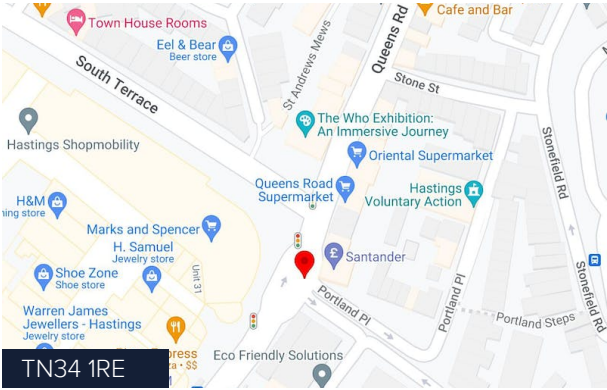 Town House Rooms
Cafe and Bar
Eel & Bear
Beer store
South Terrace
St Andrews Mews
Queens Rd
Stone St
Hastings Shopmobility
The Who Exhibition:
An Immersive Journey
Oriental Supermarket
Stonefield Rd
Queens Road
Supermarket
Hastings
Voluntary Action
H&M
ing store
Marks and Spencer
H. Samuel
Jewelry store
Santander
Shoe Zone
Shoe store
Unit 31
Portland Pl
Portland Pl
Portland Steps
Stonefield Rd
Warren James
Jewellers - Hastings
Jewelry store
Eco Friendly Solutions
TN34 1RE